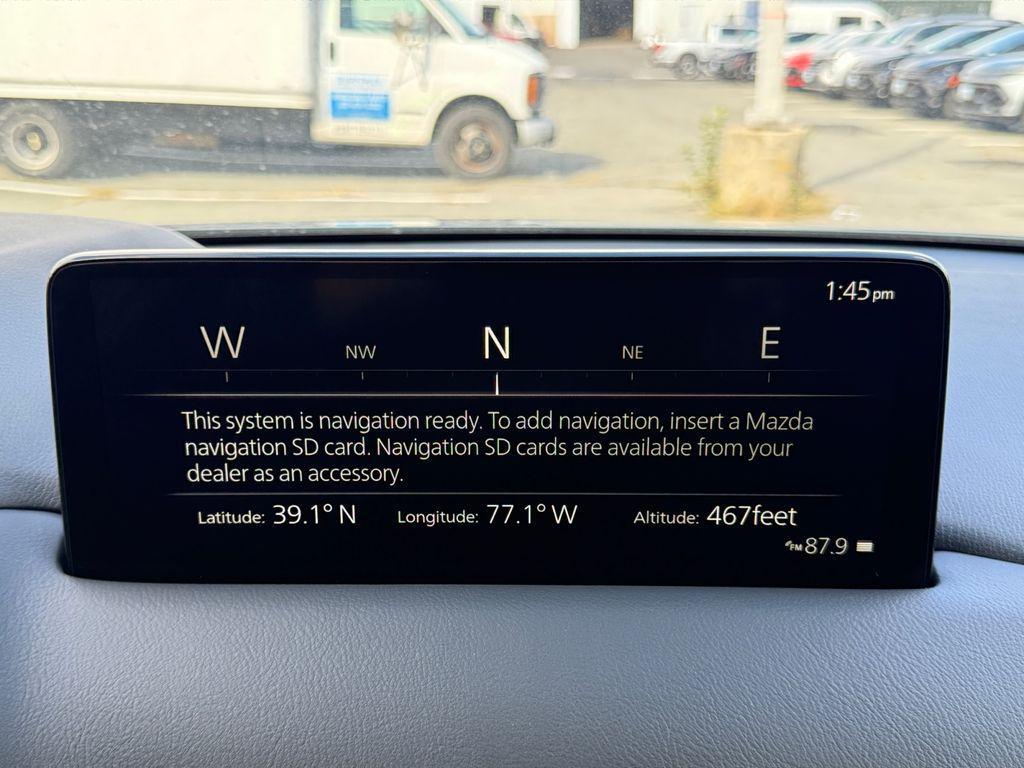 1:45pm
W NW N NE E
This system is navigation ready. To add navigation, insert a Mazda
navigation SD card. Navigation SD cards are available from your
dealer as an accessory.
Latitude: 39.1° N Longitude: 77.1° W Altitude: 467feet
FM 87.9